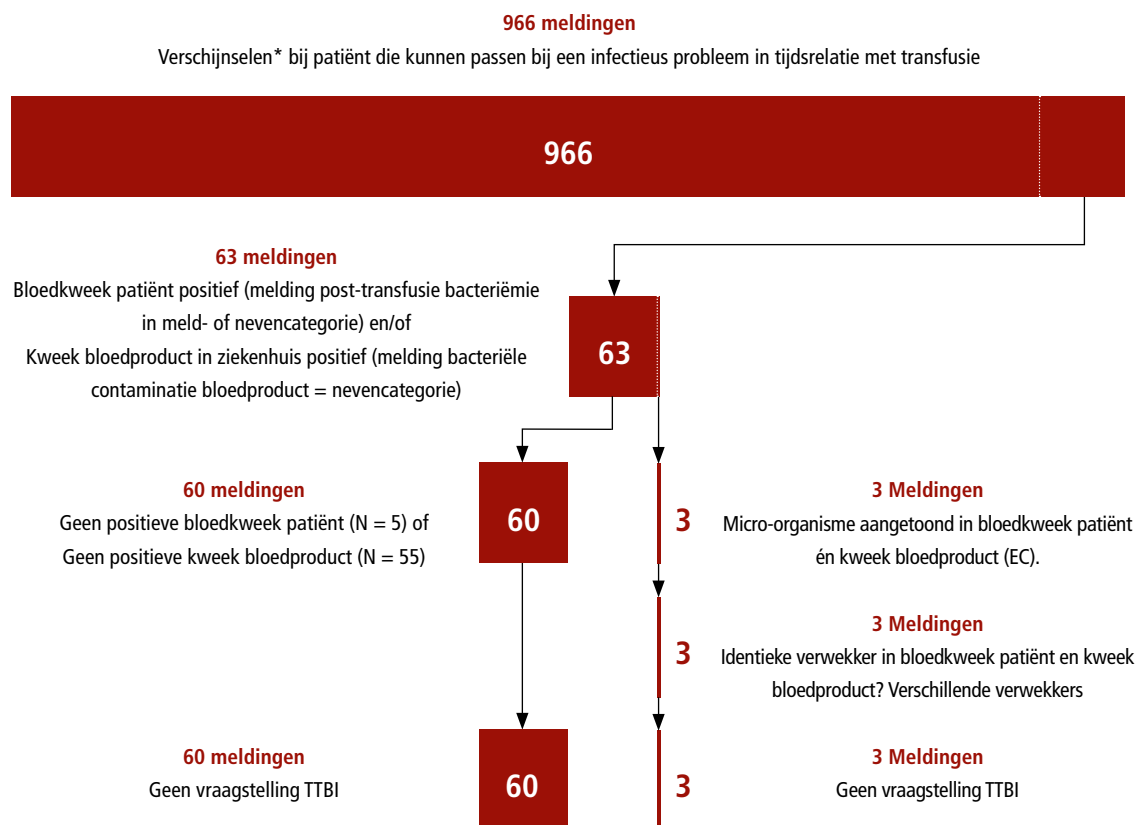 966 meldingen
Verschijnselen* bij patiënt die kunnen passen bij een infectieus probleem in tijdsrelatie met transfusie
966
63 meldingen
Bloedkweek patiënt positief (melding post-transfusie bacteriëmie
in meld- of nevencategorie) en/of
Kweek bloedproduct in ziekenhuis positief (melding bacteriële
contaminatie bloedproduct = nevencategorie)
63
60 meldingen
Geen positieve bloedkweek patiënt (N = 5) of
Geen positieve kweek bloedproduct (N = 55)
60
3
3 Meldingen
Micro-organisme aangetoond in bloedkweek patiënt
én kweek bloedproduct (EC).
3
3 Meldingen
Identieke verwekker in bloedkweek patiënt en kweek
bloedproduct? Verschillende verwekkers
60 meldingen
Geen vraagstelling TTBI
60
3
3 Meldingen
Geen vraagstelling TTBI